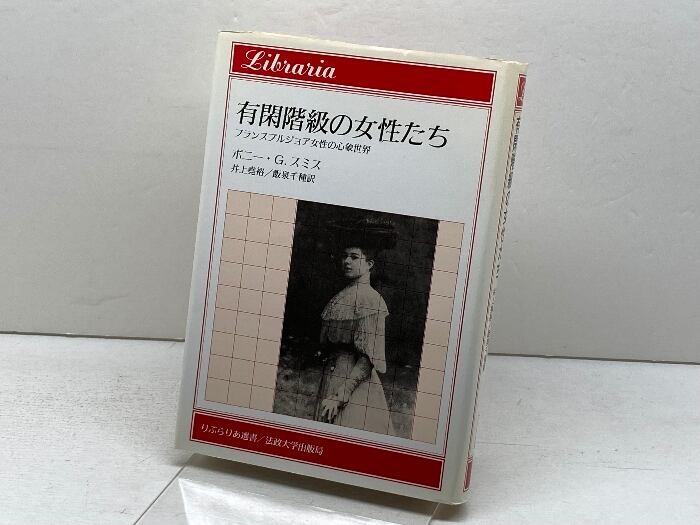 Libraria
有閑階級の女性たち
フランスブルジョア女性の心象世界
ボニー・G.スミス
井上堯裕／飯泉千種訳
りぶらりあ選書／法政大学出版局